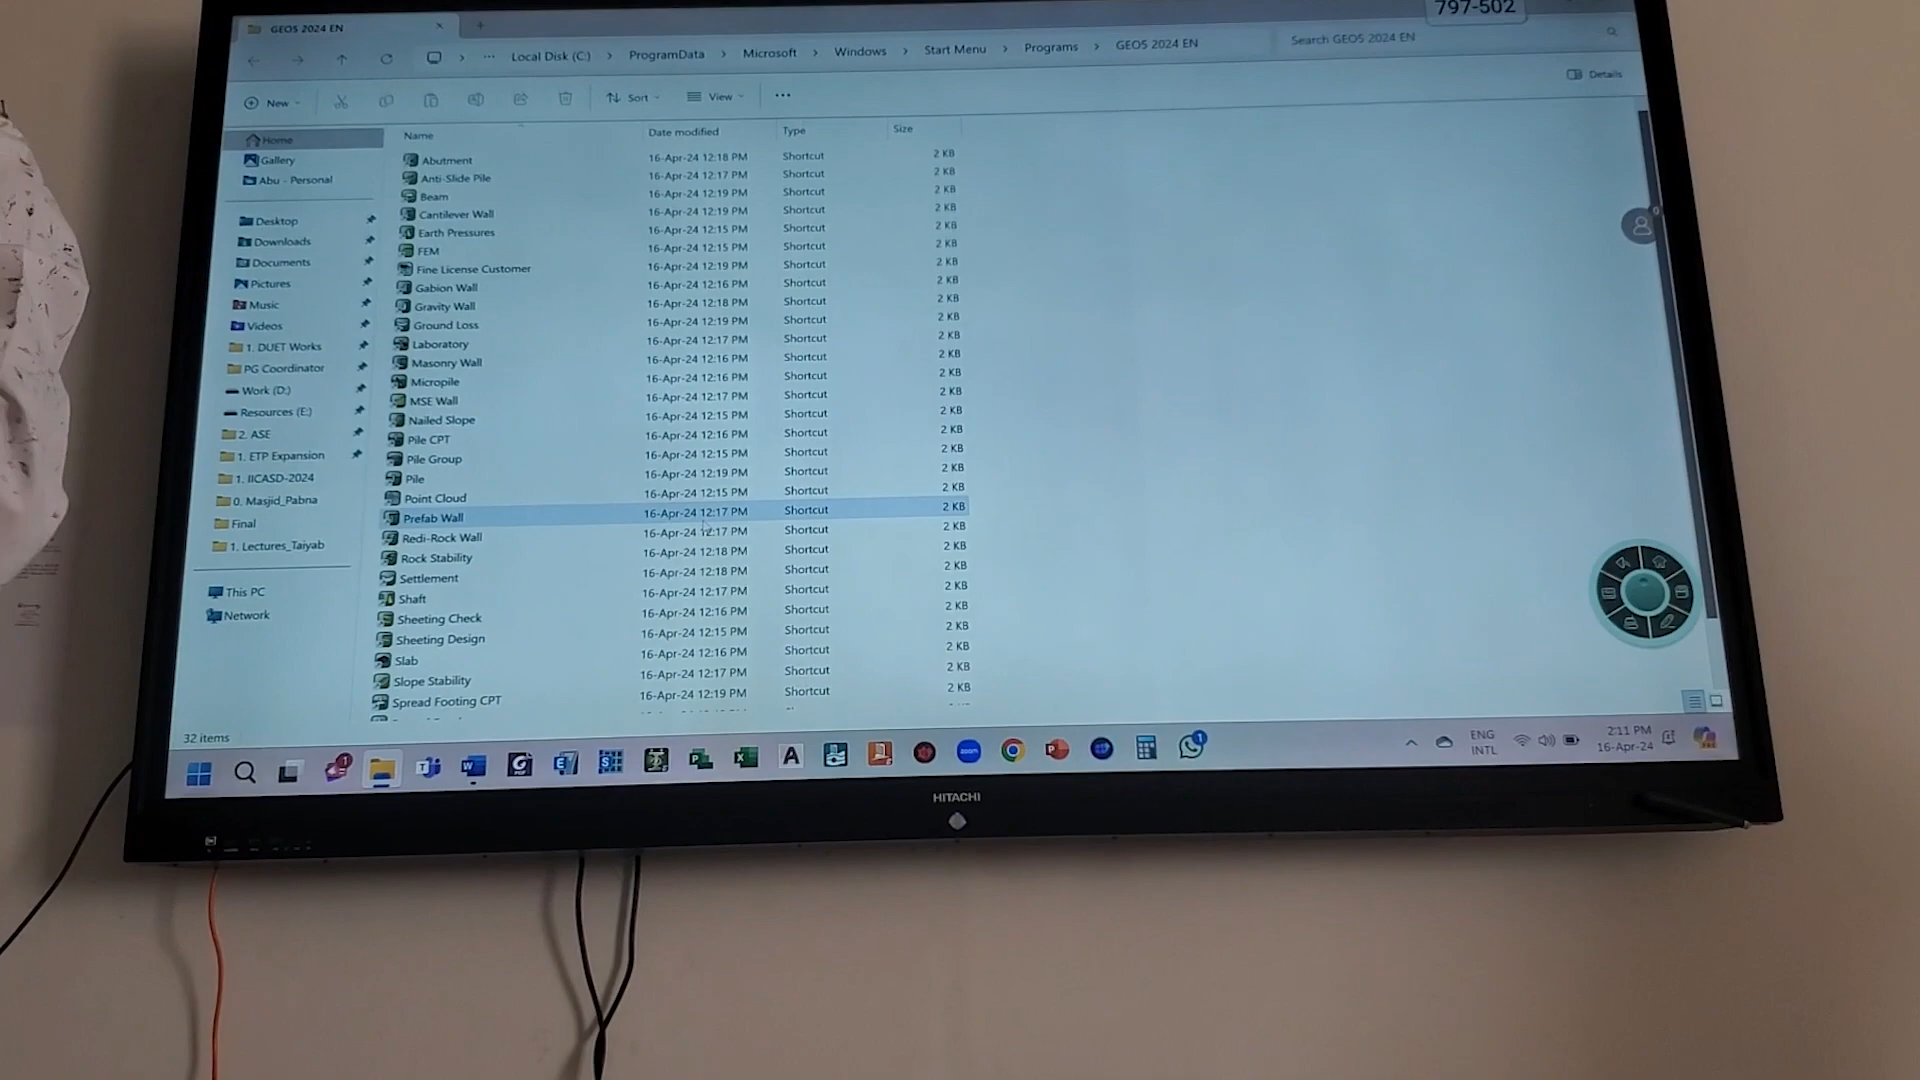 797-502
GEO5 2024 EN
Local Disk (C:) > ProgramData > Microsoft > Windows > Start Menu > Programs > GEO5 2024 EN
Search GEO5 2024 EN
New
Sort
View
Details
Home
Gallery
Abu - Personal
Desktop
Downloads
Documents
Pictures
Music
Videos
1. DUET Works
PG Coordinator
Work (D:)
Resources (E:)
2. ASE
1. ETP Expansion
1. IICASD-2024
0. Masjid_Pabna
Final
1. Lectures_Taiyab
This PC
Network
Name Date modified Type Size
Abutment 16-Apr-24 12:18 PM Shortcut 2 KB
Anti-Slide Pile 16-Apr-24 12:17 PM Shortcut 2 KB
Beam 16-Apr-24 12:19 PM Shortcut 2 KB
Cantilever Wall 16-Apr-24 12:19 PM Shortcut 2 KB
Earth Pressures 16-Apr-24 12:15 PM Shortcut 2 KB
FEM 16-Apr-24 12:15 PM Shortcut 2 KB
Fine License Customer 16-Apr-24 12:19 PM Shortcut 2 KB
Gabion Wall 16-Apr-24 12:16 PM Shortcut 2 KB
Gravity Wall 16-Apr-24 12:18 PM Shortcut 2 KB
Ground Loss 16-Apr-24 12:19 PM Shortcut 2 KB
Laboratory 16-Apr-24 12:17 PM Shortcut 2 KB
Masonry Wall 16-Apr-24 12:16 PM Shortcut 2 KB
Micropile 16-Apr-24 12:16 PM Shortcut 2 KB
MSE Wall 16-Apr-24 12:17 PM Shortcut 2 KB
Nailed Slope 16-Apr-24 12:15 PM Shortcut 2 KB
Pile CPT 16-Apr-24 12:16 PM Shortcut 2 KB
Pile Group 16-Apr-24 12:15 PM Shortcut 2 KB
Pile 16-Apr-24 12:19 PM Shortcut 2 KB
Point Cloud 16-Apr-24 12:15 PM Shortcut 2 KB
Prefab Wall 16-Apr-24 12:17 PM Shortcut 2 KB
Redi-Rock Wall 16-Apr-24 12:17 PM Shortcut 2 KB
Rock Stability 16-Apr-24 12:18 PM Shortcut 2 KB
Settlement 16-Apr-24 12:18 PM Shortcut 2 KB
Shaft 16-Apr-24 12:17 PM Shortcut 2 KB
Sheeting Check 16-Apr-24 12:16 PM Shortcut 2 KB
Sheeting Design 16-Apr-24 12:15 PM Shortcut 2 KB
Slab 16-Apr-24 12:16 PM Shortcut 2 KB
Slope Stability 16-Apr-24 12:17 PM Shortcut 2 KB
Spread Footing CPT 16-Apr-24 12:19 PM Shortcut 2 KB
32 items
zoom
ENG
INTL
2:11 PM
16-Apr-24
HITACHI